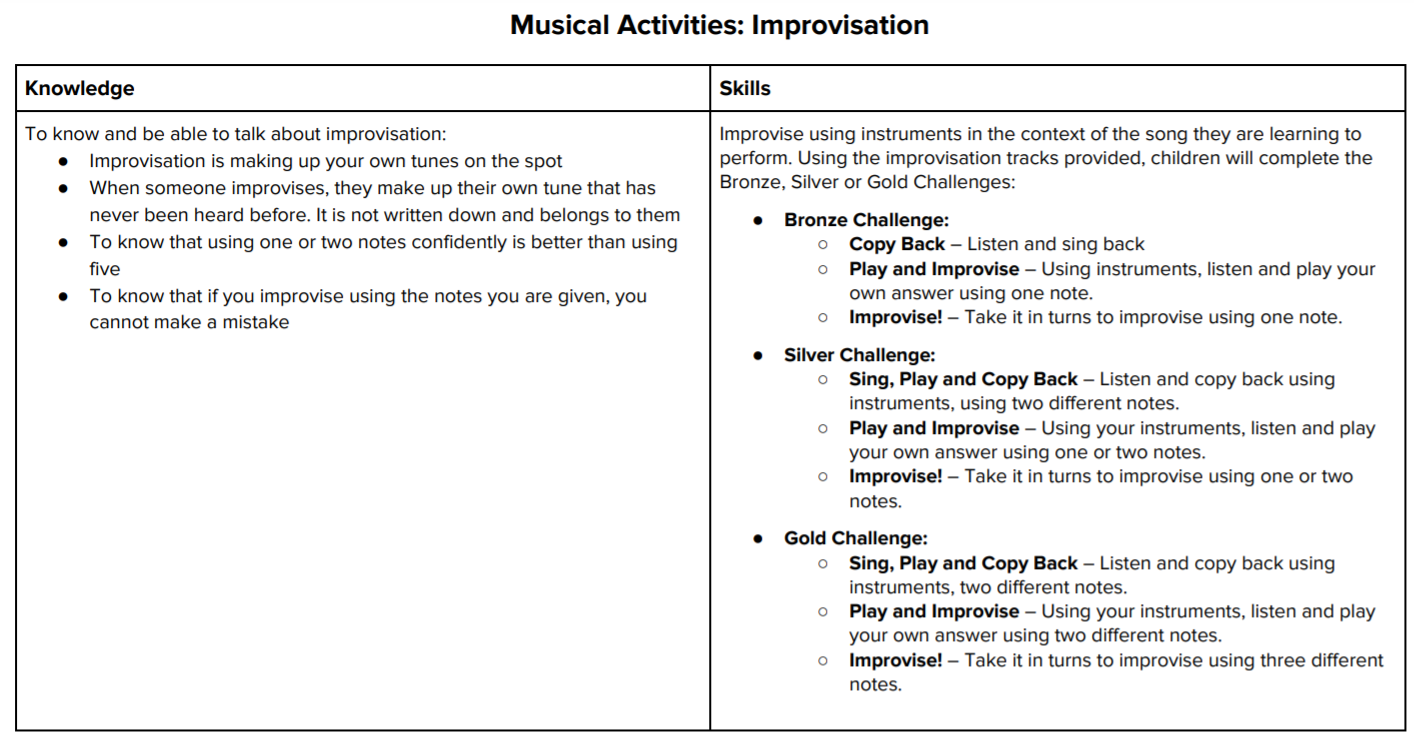 Musical Activities: Improvisation
Knowledge
To know and be able to talk about improvisation:
● Improvisation is making up your own tunes on the spot
● When someone improvises, they make up their own tune that has
never been heard before. It is not written down and belongs to them
● To know that using one or two notes confidently is better than using
five
● To know that if you improvise using the notes you are given, you
cannot make a mistake
Skills
Improvise using instruments in the context of the song they are learning to
perform. Using the improvisation tracks provided, children will complete the
Bronze, Silver or Gold Challenges:
● Bronze Challenge:
○ Copy Back – Listen and sing back
○ Play and Improvise – Using instruments, listen and play your
own answer using one note.
○ Improvise! – Take it in turns to improvise using one note.
● Silver Challenge:
○ Sing, Play and Copy Back – Listen and copy back using
instruments, using two different notes.
○ Play and Improvise – Using your instruments, listen and play
your own answer using one or two notes.
○ Improvise! – Take it in turns to improvise using one or two
notes.
● Gold Challenge:
○ Sing, Play and Copy Back – Listen and copy back using
instruments, two different notes.
○ Play and Improvise – Using your instruments, listen and play
your own answer using two different notes.
○ Improvise! – Take it in turns to improvise using three different
notes.